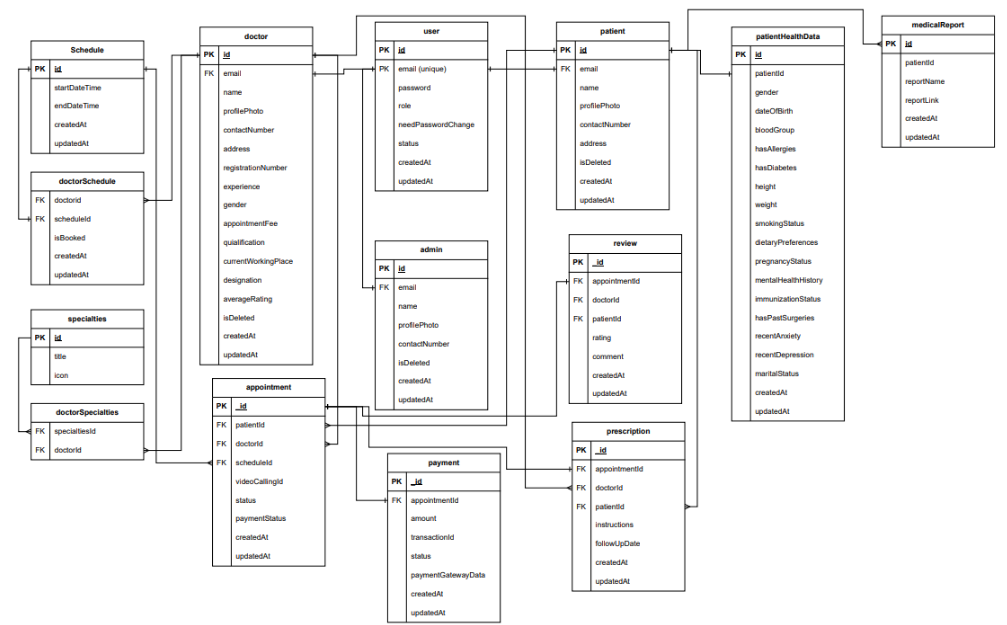 Schedule
PK id
startDateTime
endDateTime
createdAt
updatedAt
doctorSchedule
FK doctorid
FK scheduleId
isBooked
createdAt
updatedAt
specialties
PK id
title
icon
doctorSpecialties
FK specialtiesId
FK doctorId
doctor
PK id
FK email
name
profilePhoto
contactNumber
address
registrationNumber
experience
gender
appointmentFee
quialification
currentWorkingPlace
designation
averageRating
isDeleted
createdAt
updatedAt
appointment
PK _id
FK patientId
FK doctorId
FK scheduleId
videoCallingId
status
paymentStatus
createdAt
updatedAt
user
PK id
PK email (unique)
password
role
needPasswordChange
status
createdAt
updatedAt
admin
PK id
FK email
name
profilePhoto
contactNumber
isDeleted
createdAt
updatedAt
payment
PK _id
FK appointmentId
amount
transactionId
status
paymentGatewayData
createdAt
updatedAt
patient
PK id
FK email
name
profilePhoto
contactNumber
address
isDeleted
createdAt
updatedAt
review
PK _id
FK appointmentId
FK doctorId
FK patientId
rating
comment
createdAt
updatedAt
prescription
PK _id
FK appointmentId
FK doctorId
FK patientId
instructions
followUpDate
createdAt
updatedAt
patientHealthData
PK id
patientId
gender
dateOfBirth
bloodGroup
hasAllergies
hasDiabetes
height
weight
smokingStatus
dietaryPreferences
pregnancyStatus
mentalHealthHistory
immunizationStatus
hasPastSurgeries
recentAnxiety
recentDepression
maritalStatus
createdAt
updatedAt
medicalReport
PK id
patientId
reportName
reportLink
createdAt
updatedAt